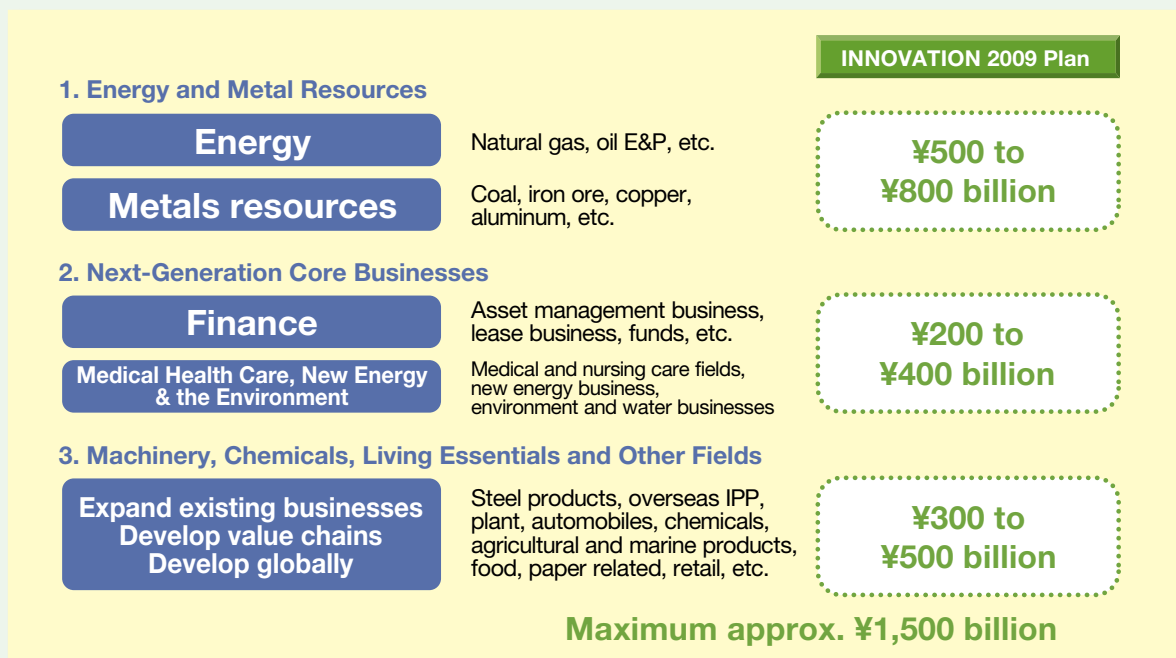 INNOVATION 2009 Plan
1. Energy and Metal Resources
Energy
Natural gas, oil E&P, etc.
Metals resources
Coal, iron ore, copper,
aluminum, etc.
¥500 to
¥800 billion
2. Next-Generation Core Businesses
Finance
Asset management business,
lease business, funds, etc.
Medical Health Care, New Energy
& the Environment
Medical and nursing care fields,
new energy business,
environment and water businesses
¥200 to
¥400 billion
3. Machinery, Chemicals, Living Essentials and Other Fields
Expand existing businesses
Develop value chains
Develop globally
Steel products, overseas IPP,
plant, automobiles, chemicals,
agricultural and marine products,
food, paper related, retail, etc.
¥300 to
¥500 billion
Maximum approx. ¥1,500 billion